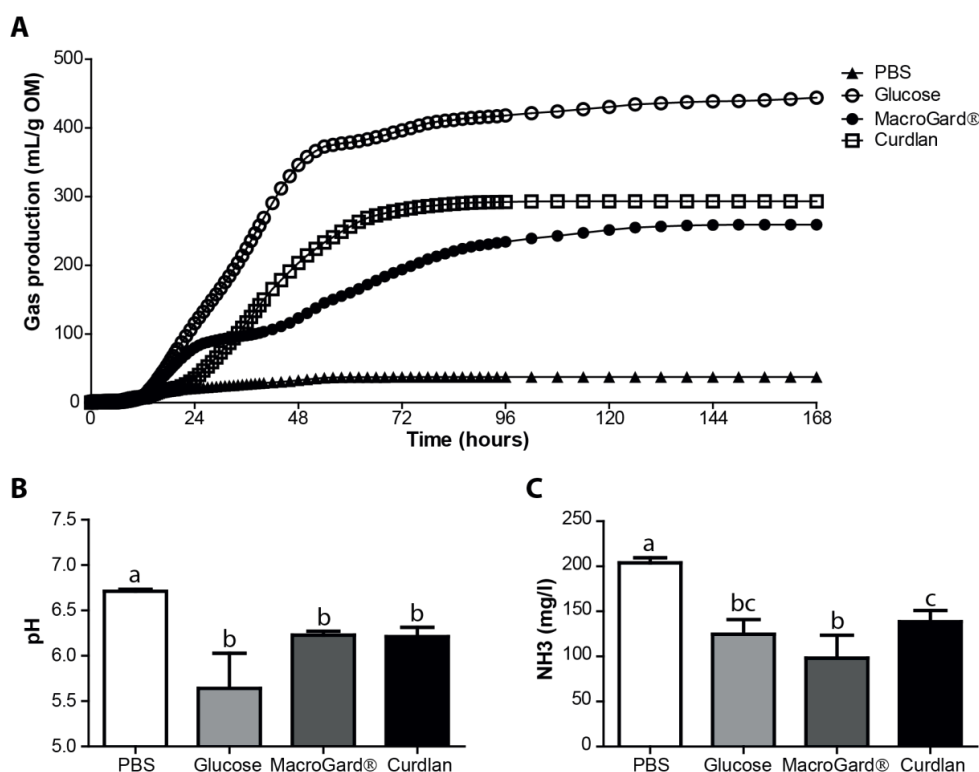 A
Gas production (mL/g OM)
500
400
300
200
100
0
0 24 48 72 96 120 144 168
Time (hours)
PBS
Glucose
MacroGard®
Curdlan
B
pH
7.5
7.0
6.5
6.0
5.5
5.0
a
b
b
b
PBS Glucose MacroGard® Curdlan
C
NH3 (mg/l)
250
200
150
100
50
0
a
bc
b
c
PBS Glucose MacroGard® Curdlan